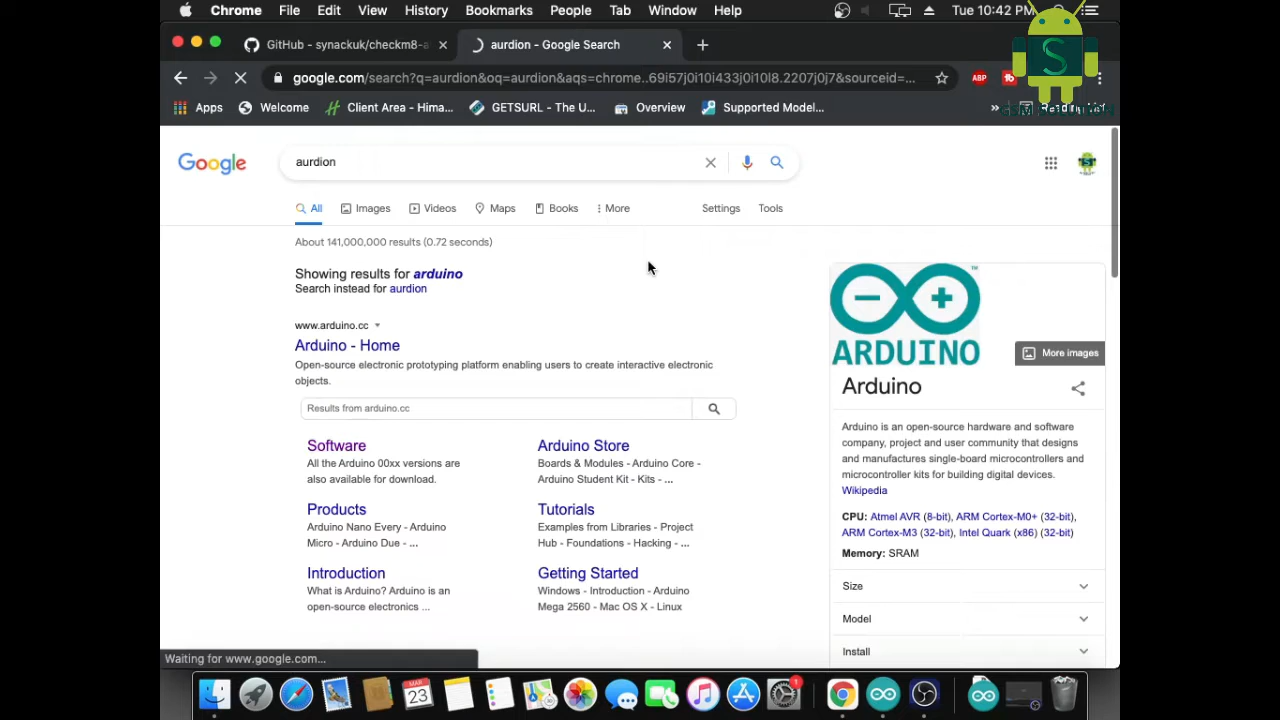 Chrome File Edit View History Bookmarks People Tab Window Help Tue 10:42 PM
GitHub - synackuk/checkm8-a
aurdion - Google Search
google.com/search?q=aurdion&oq=aurdion&aqs=chrome..69i57j0i10i433j0i10l8.2207j0j7&sourceid=...
ABP
Apps Welcome Client Area - Hima... GETSURL - The U... Overview Supported Model... » Reading List
S
GSM SOLUTION
Google
aurdion
All Images Videos Maps Books More Settings Tools
About 141,000,000 results (0.72 seconds)
Showing results for arduino
Search instead for aurdion
www.arduino.cc
Arduino - Home
Open-source electronic prototyping platform enabling users to create interactive electronic
objects.
Results from arduino.cc
Software
All the Arduino 00xx versions are
also available for download.
Arduino Store
Boards & Modules - Arduino Core -
Arduino Student Kit - Kits - ...
Products
Arduino Nano Every - Arduino
Micro - Arduino Due - ...
Tutorials
Examples from Libraries - Project
Hub - Foundations - Hacking - ...
Introduction
What is Arduino? Arduino is an
open-source electronics ...
Getting Started
Windows - Introduction - Arduino
Mega 2560 - Mac OS X - Linux
TM
ARDUINO
More images
Arduino
Arduino is an open-source hardware and software
company, project and user community that designs
and manufactures single-board microcontrollers and
microcontroller kits for building digital devices.
Wikipedia
CPU: Atmel AVR (8-bit), ARM Cortex-M0+ (32-bit),
ARM Cortex-M3 (32-bit), Intel Quark (x86) (32-bit)
Memory: SRAM
Size
Model
Install
Waiting for www.google.com...
MAR
23
1